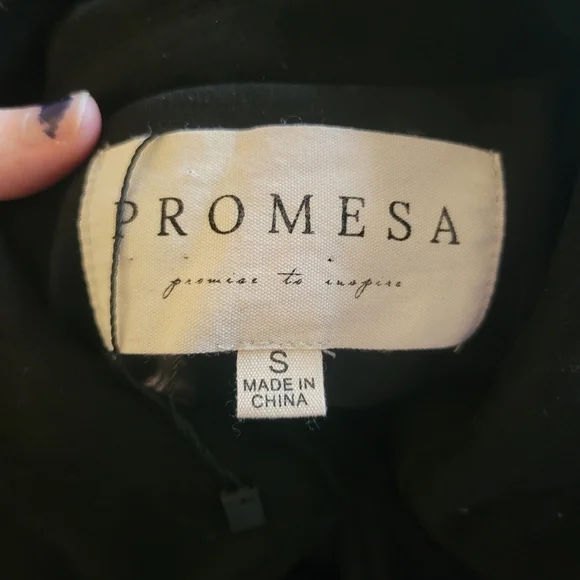 PROMESA
promise to inspire
S
MADE IN
CHINA